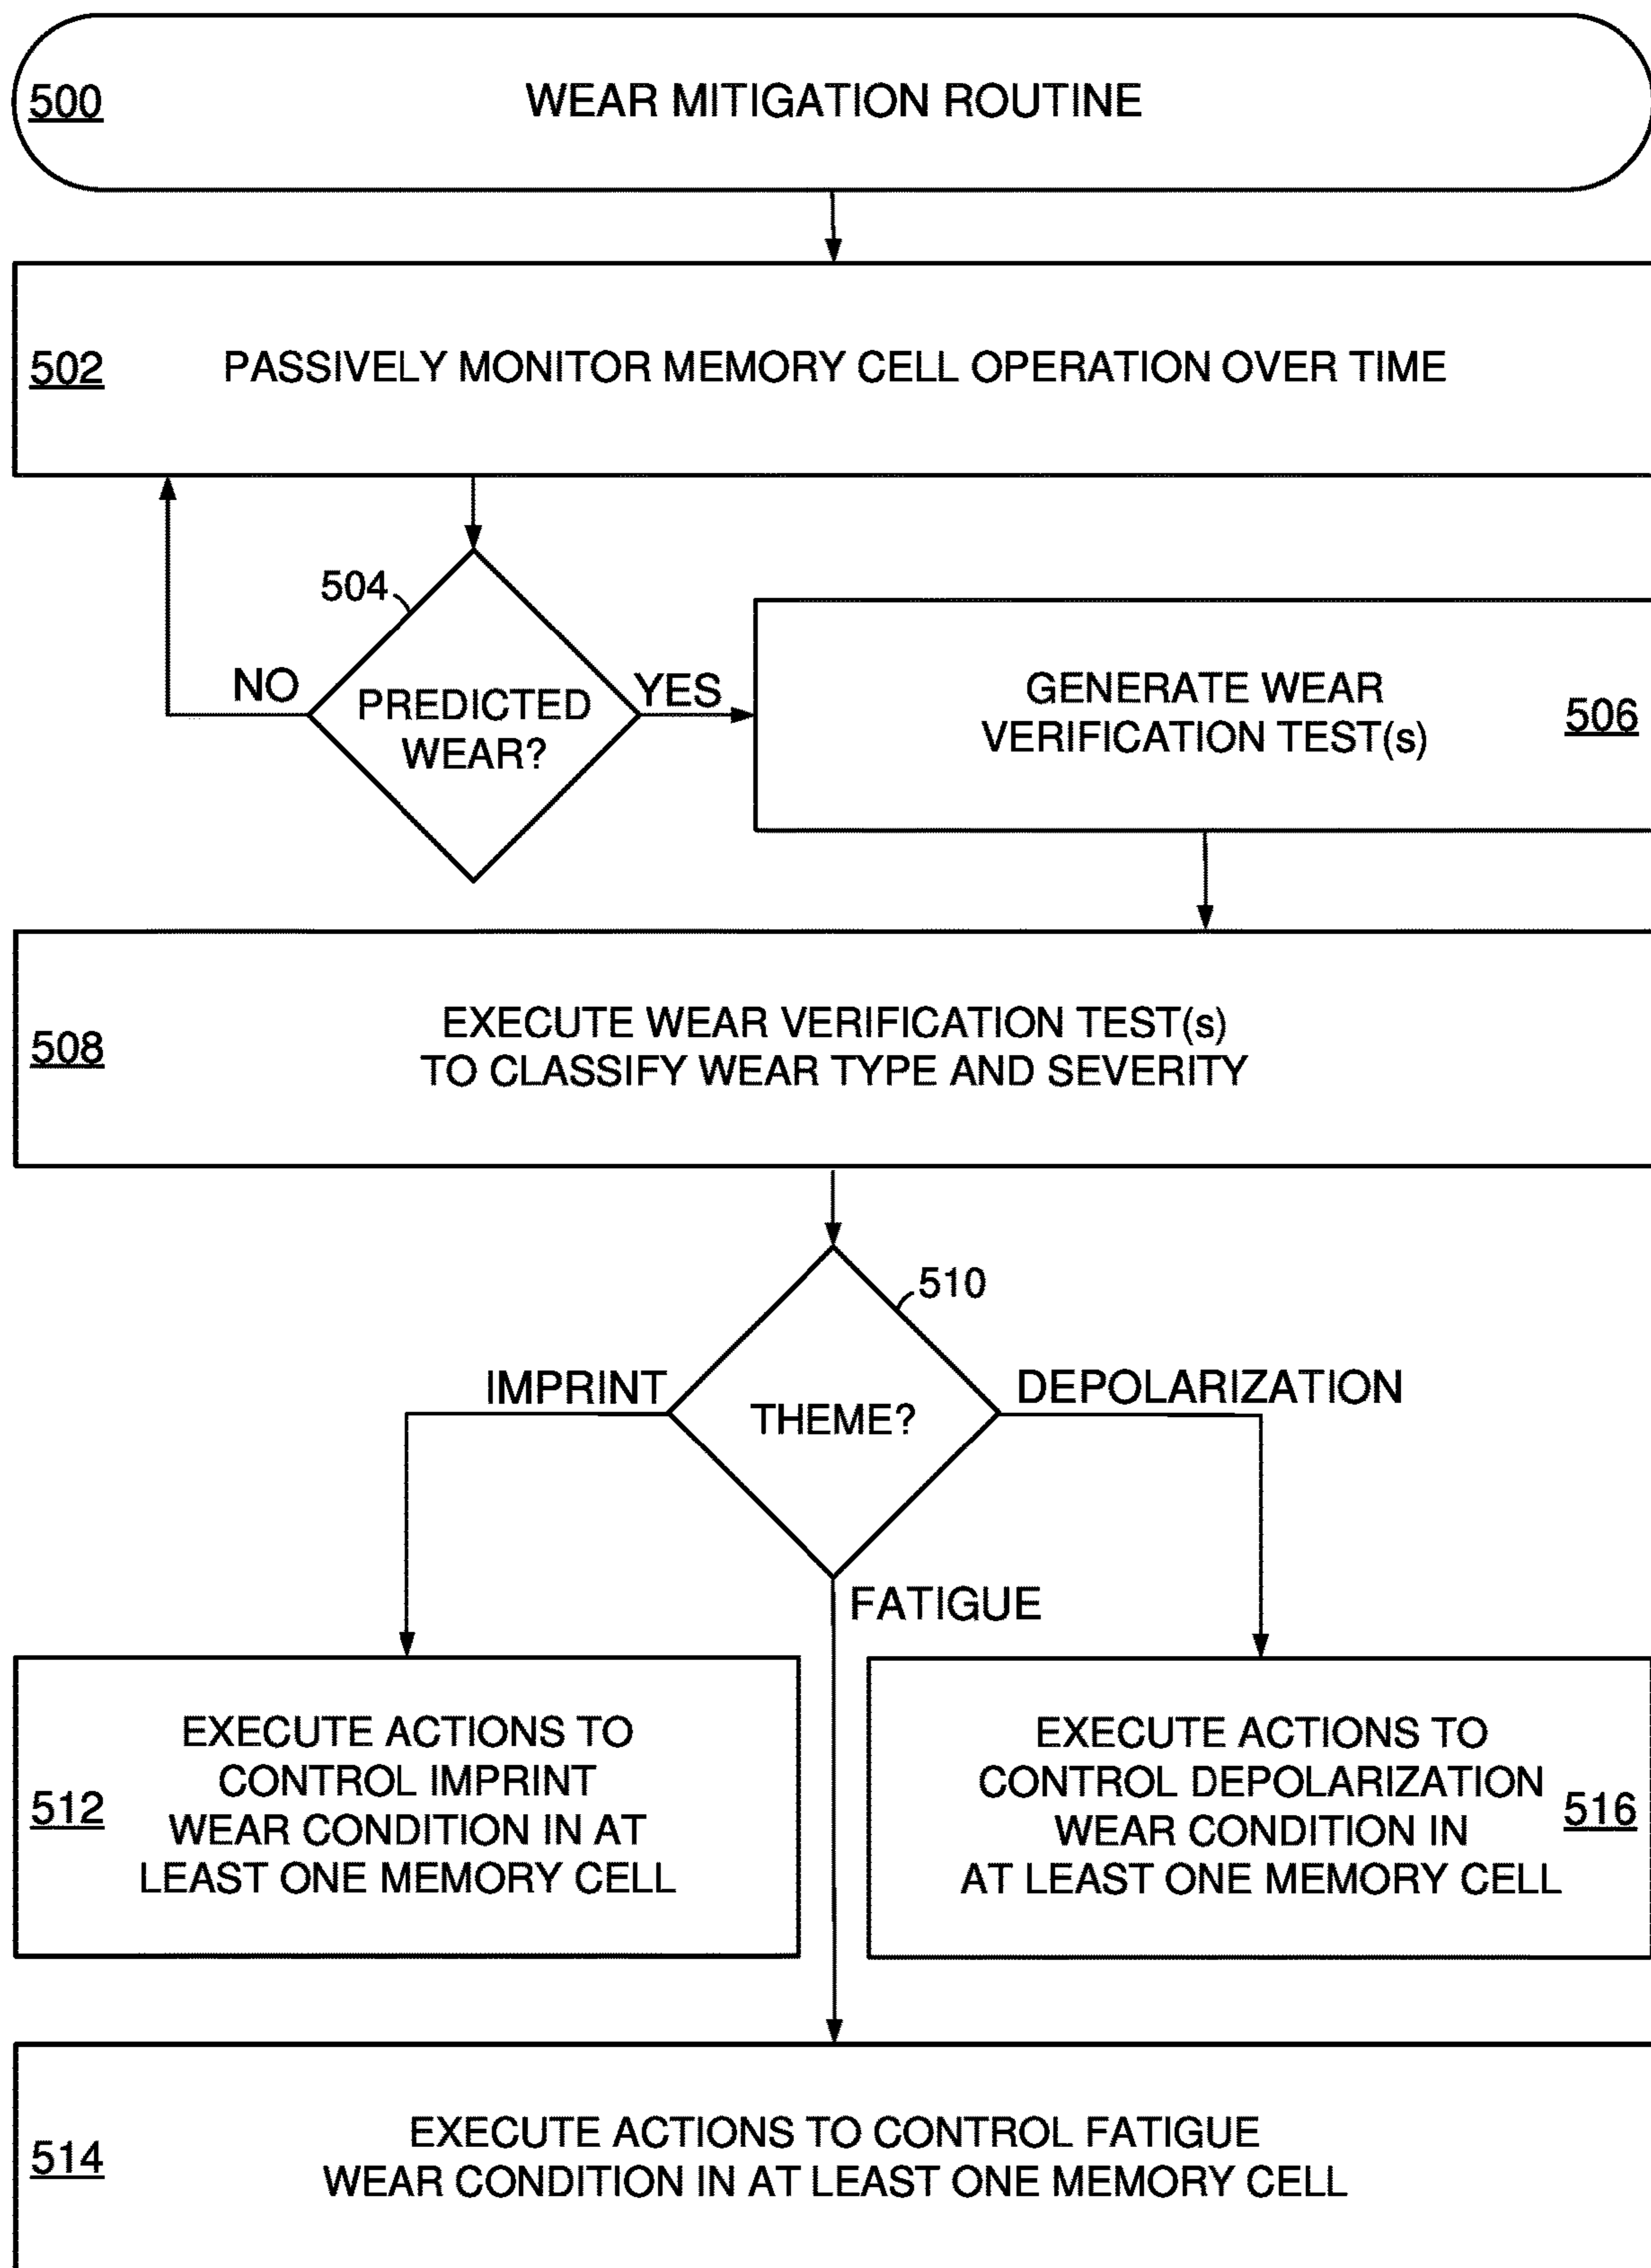 500
WEAR MITIGATION ROUTINE
502
PASSIVELY MONITOR MEMORY CELL OPERATION OVER TIME
504
NO
PREDICTED
WEAR?
YES
GENERATE WEAR
VERIFICATION TEST(s)
506
508
EXECUTE WEAR VERIFICATION TEST(s)
TO CLASSIFY WEAR TYPE AND SEVERITY
510
IMPRINT
THEME?
DEPOLARIZATION
FATIGUE
512
EXECUTE ACTIONS TO
CONTROL IMPRINT
WEAR CONDITION IN AT
LEAST ONE MEMORY CELL
EXECUTE ACTIONS TO
CONTROL DEPOLARIZATION
WEAR CONDITION IN
AT LEAST ONE MEMORY CELL
516
514
EXECUTE ACTIONS TO CONTROL FATIGUE
WEAR CONDITION IN AT LEAST ONE MEMORY CELL